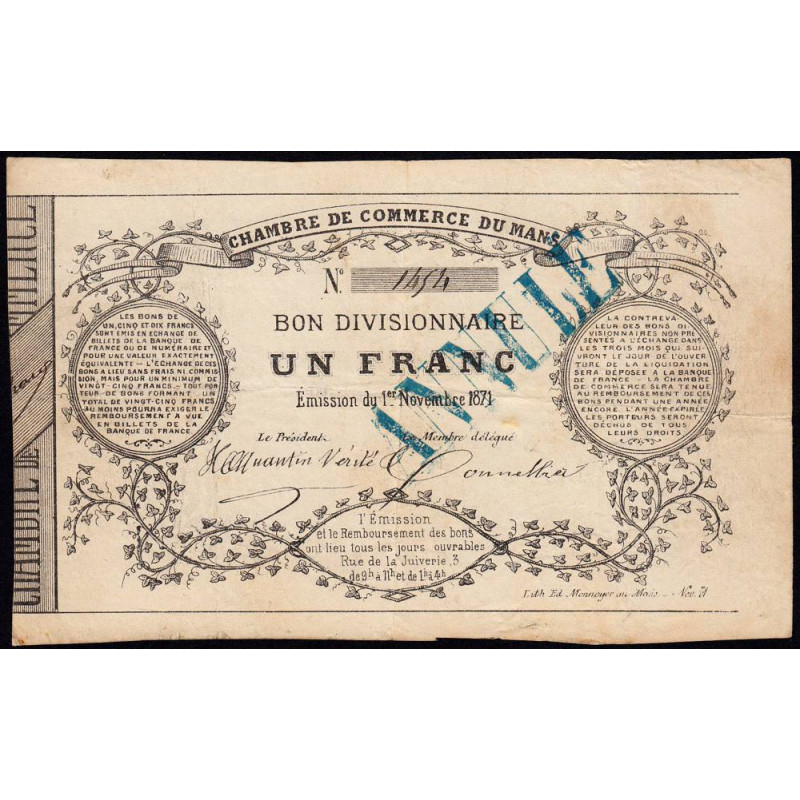 CHAMBRE DE COMMERCE DU MANS
Nº 1454
BON DIVISIONNAIRE
UN FRANC
Émission du 1er Novembre 1871
ANNULÉ
Le Président
Le Membre délégué
Quantin Vérité
LES BONS DE
UN, CINQ ET DIX FRANCS
SONT ÉMIS EN ÉCHANGE DE
BILLETS DE LA BANQUE DE
FRANCE OU DE NUMÉRAIRE ET
POUR UNE VALEUR EXACTEMENT
ÉQUIVALENTE – L'ÉCHANGE DE CES
BONS A LIEU SANS FRAIS NI COMMIS
SION, MAIS POUR UN MINIMUM DE
VINGT-CINQ FRANCS – TOUT POR
TEUR DE BONS FORMANT UN
TOTAL DE VINGT-CINQ FRANCS
AU MOINS POURRA EXIGER LE
REMBOURSEMENT A VUE
EN BILLETS DE LA
BANQUE DE FRANCE.
LA CONTREVA
LEUR DES BONS DI
VISIONNAIRES NON PRÉ
SENTÉS A L'ÉCHANGE DANS
LES TROIS MOIS QUI SUI
VRONT LE JOUR DE L'OUVER
TURE DE LA LIQUIDATION
SERA DÉPOSÉE A LA BANQUE
DE FRANCE – LA CHAMBRE
DE COMMERCE SERA TENUE
AU REMBOURSEMENT DE CES
BONS PENDANT UNE ANNÉE
ENCORE. L'ANNÉE EXPIRÉE
LES PORTEURS SERONT
DÉCHUS DE TOUS
LEURS DROITS
l'Émission
et le Remboursement des bons
ont lieu tous les jours ouvrables
Rue de la Juiverie, 3
de 9h à 11h et de 1h à 4h
Lith Ed. Monnoyer au Mans. – Nov. 71